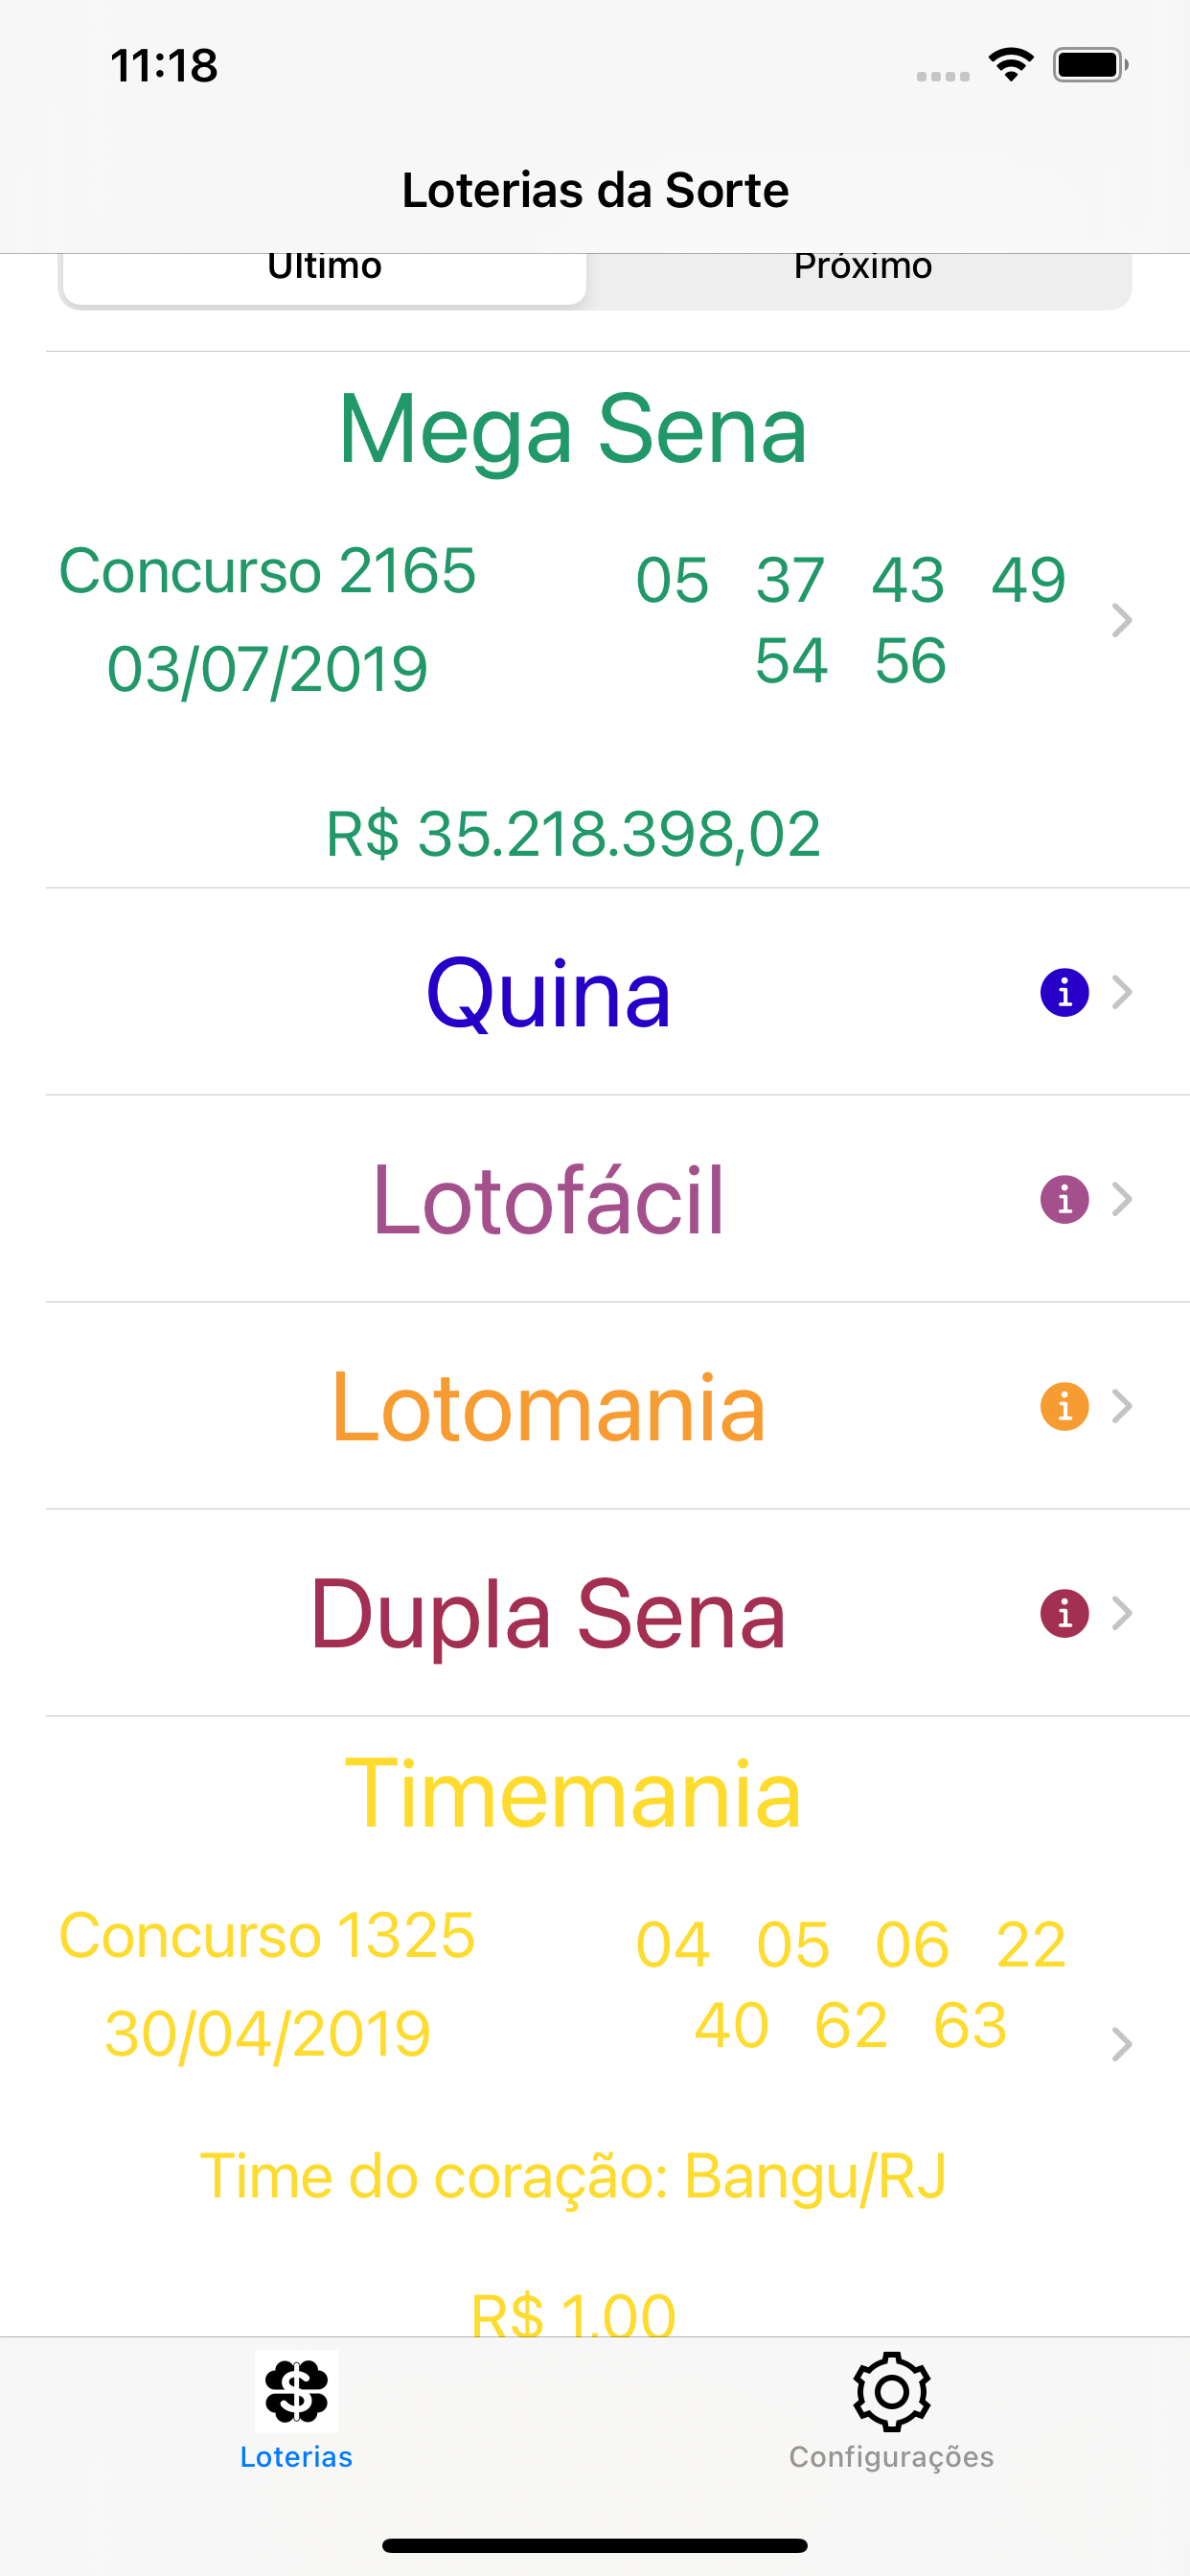 11:18
Loterias da Sorte
Último Próximo
Mega Sena
Concurso 2165
03/07/2019
05 37 43 49
54 56
R$ 35.218.398,02
Quina
Lotofácil
Lotomania
Dupla Sena
Timemania
Concurso 1325
30/04/2019
04 05 06 22
40 62 63
Time do coração: Bangu/RJ
R$ 1,00
Loterias Configurações